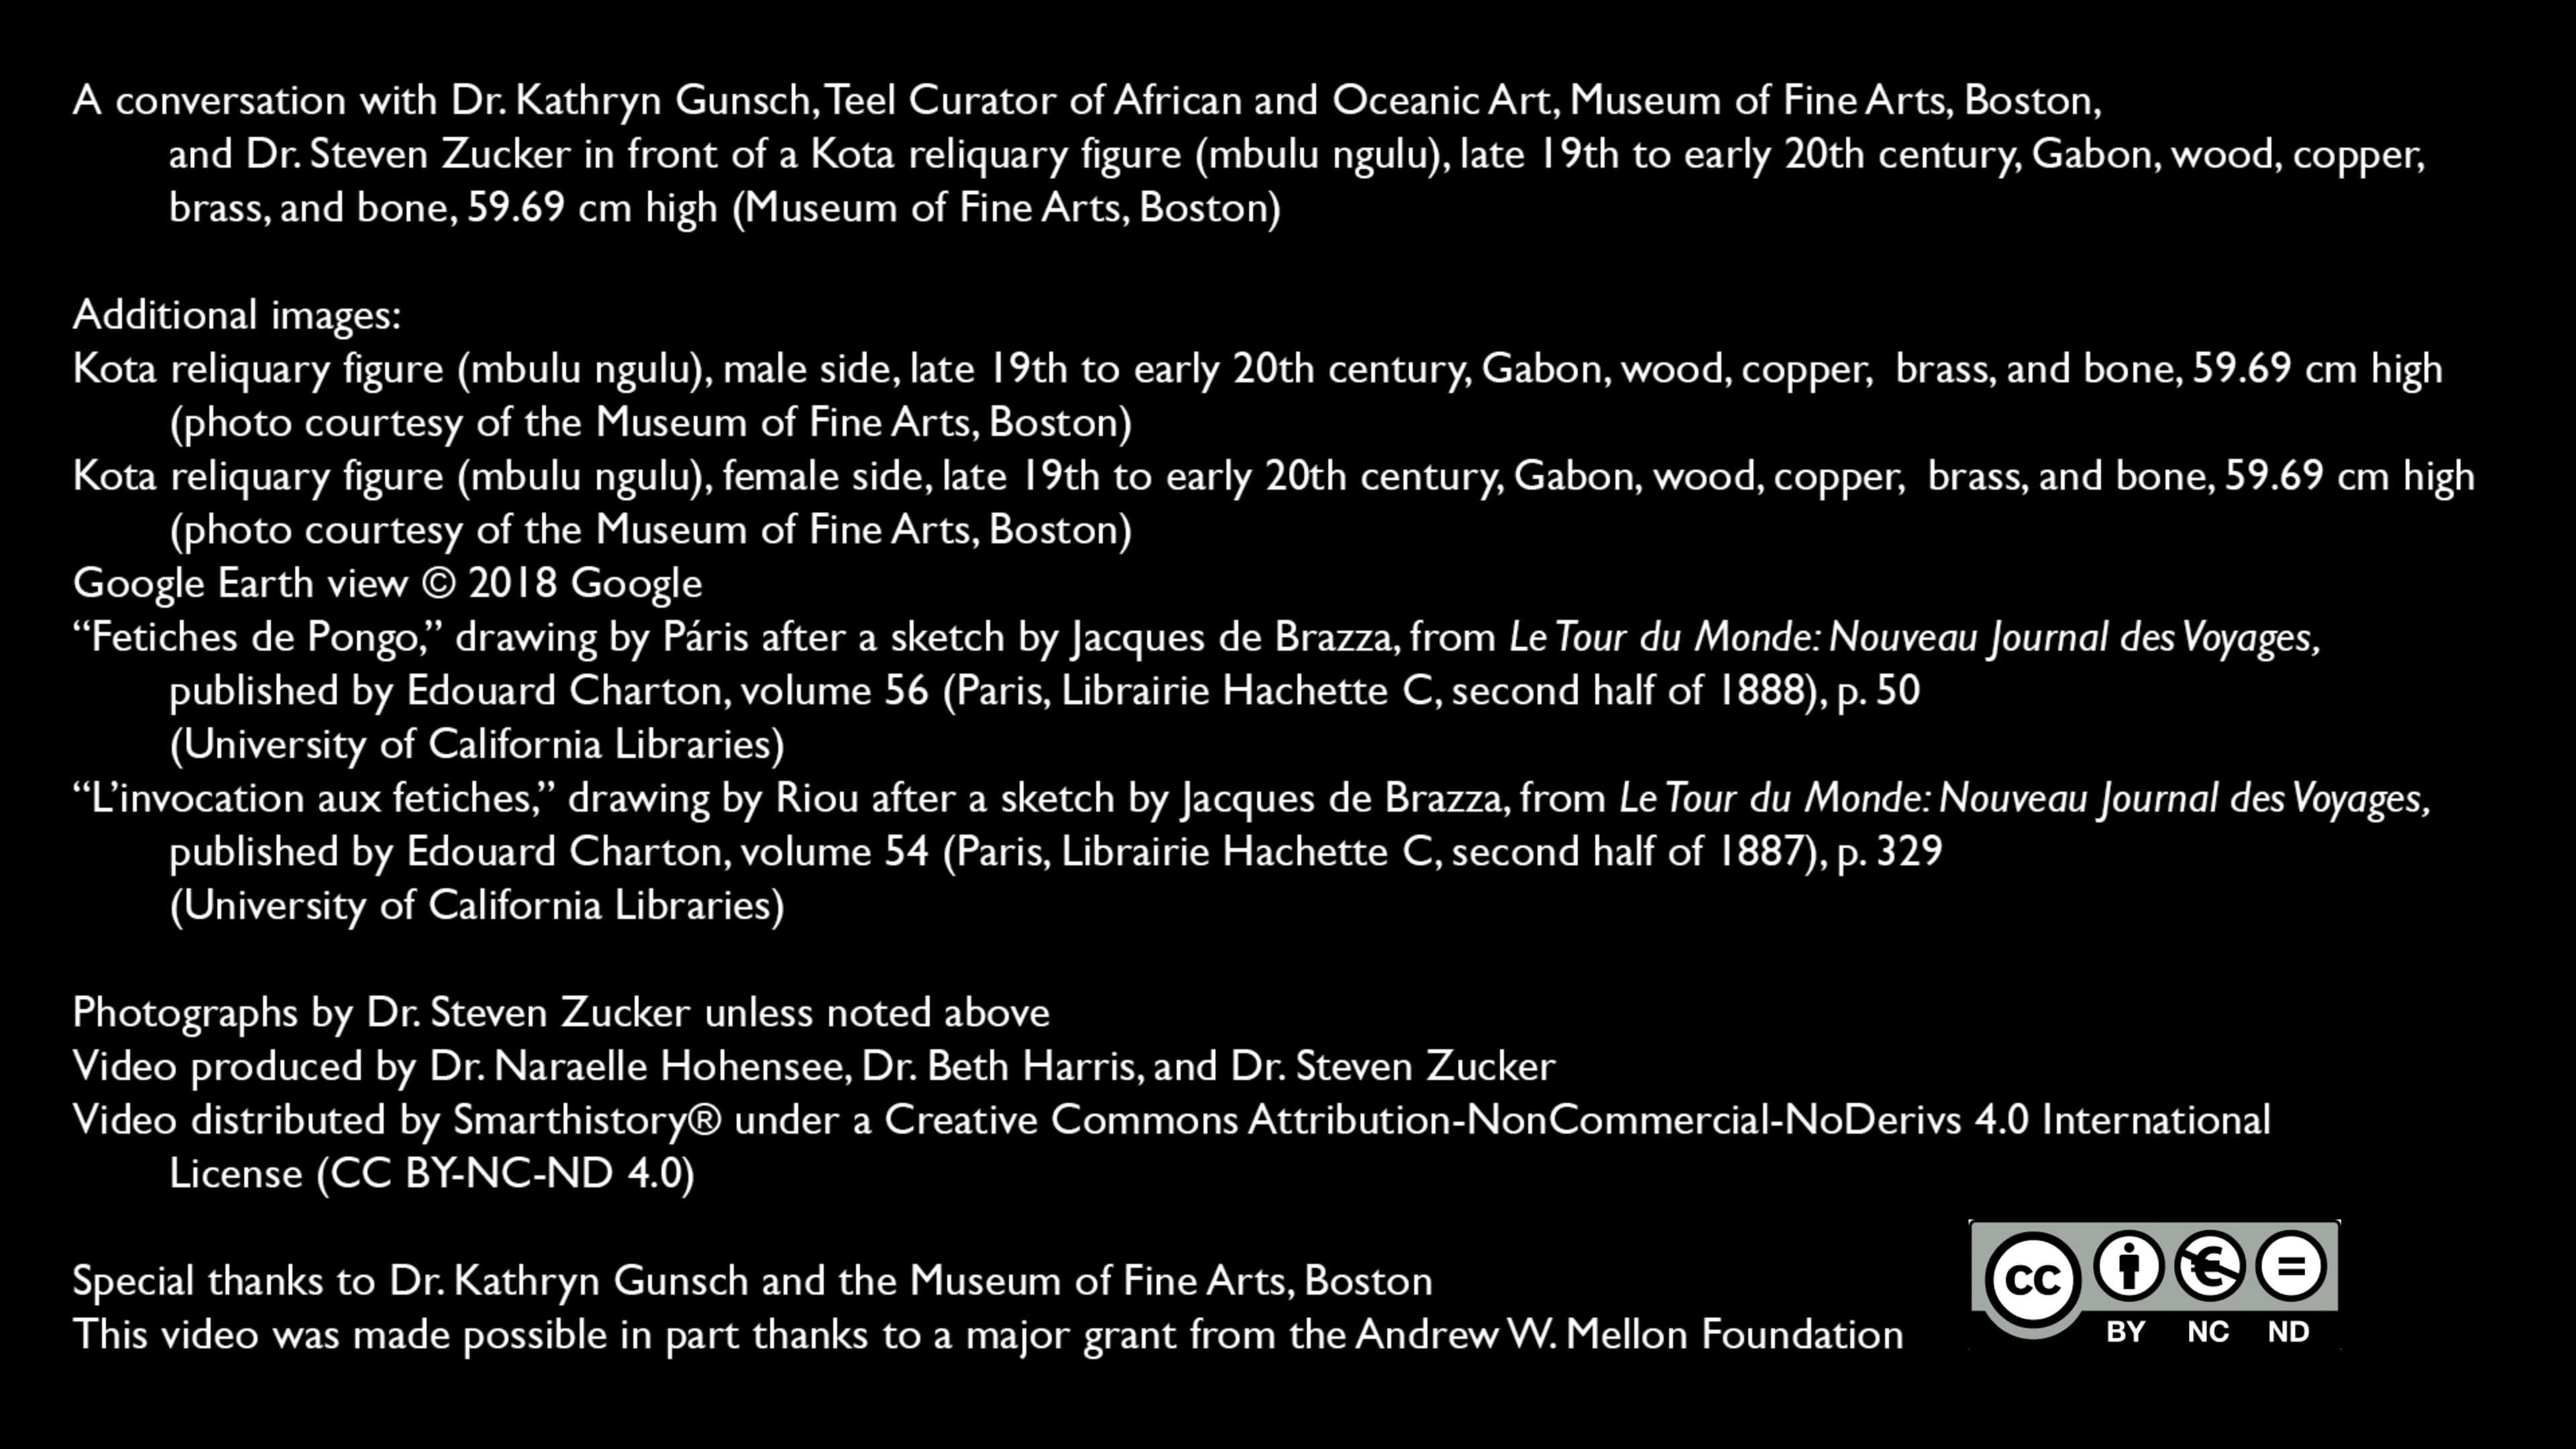 A conversation with Dr. Kathryn Gunsch, Teel Curator of African and Oceanic Art, Museum of Fine Arts, Boston,
and Dr. Steven Zucker in front of a Kota reliquary figure (mbulu ngulu), late 19th to early 20th century, Gabon, wood, copper,
brass, and bone, 59.69 cm high (Museum of Fine Arts, Boston)
Additional images:
Kota reliquary figure (mbulu ngulu), male side, late 19th to early 20th century, Gabon, wood, copper, brass, and bone, 59.69 cm high
(photo courtesy of the Museum of Fine Arts, Boston)
Kota reliquary figure (mbulu ngulu), female side, late 19th to early 20th century, Gabon, wood, copper, brass, and bone, 59.69 cm high
(photo courtesy of the Museum of Fine Arts, Boston)
Google Earth view © 2018 Google
“Fetiches de Pongo,” drawing by Páris after a sketch by Jacques de Brazza, from Le Tour du Monde: Nouveau Journal des Voyages,
published by Edouard Charton, volume 56 (Paris, Librairie Hachette C, second half of 1888), p. 50
(University of California Libraries)
“L’invocation aux fetiches,” drawing by Riou after a sketch by Jacques de Brazza, from Le Tour du Monde: Nouveau Journal des Voyages,
published by Edouard Charton, volume 54 (Paris, Librairie Hachette C, second half of 1887), p. 329
(University of California Libraries)
Photographs by Dr. Steven Zucker unless noted above
Video produced by Dr. Naraelle Hohensee, Dr. Beth Harris, and Dr. Steven Zucker
Video distributed by Smarthistory® under a Creative Commons Attribution-NonCommercial-NoDerivs 4.0 International
License (CC BY-NC-ND 4.0)
Special thanks to Dr. Kathryn Gunsch and the Museum of Fine Arts, Boston
This video was made possible in part thanks to a major grant from the Andrew W. Mellon Foundation
cc
BY NC ND